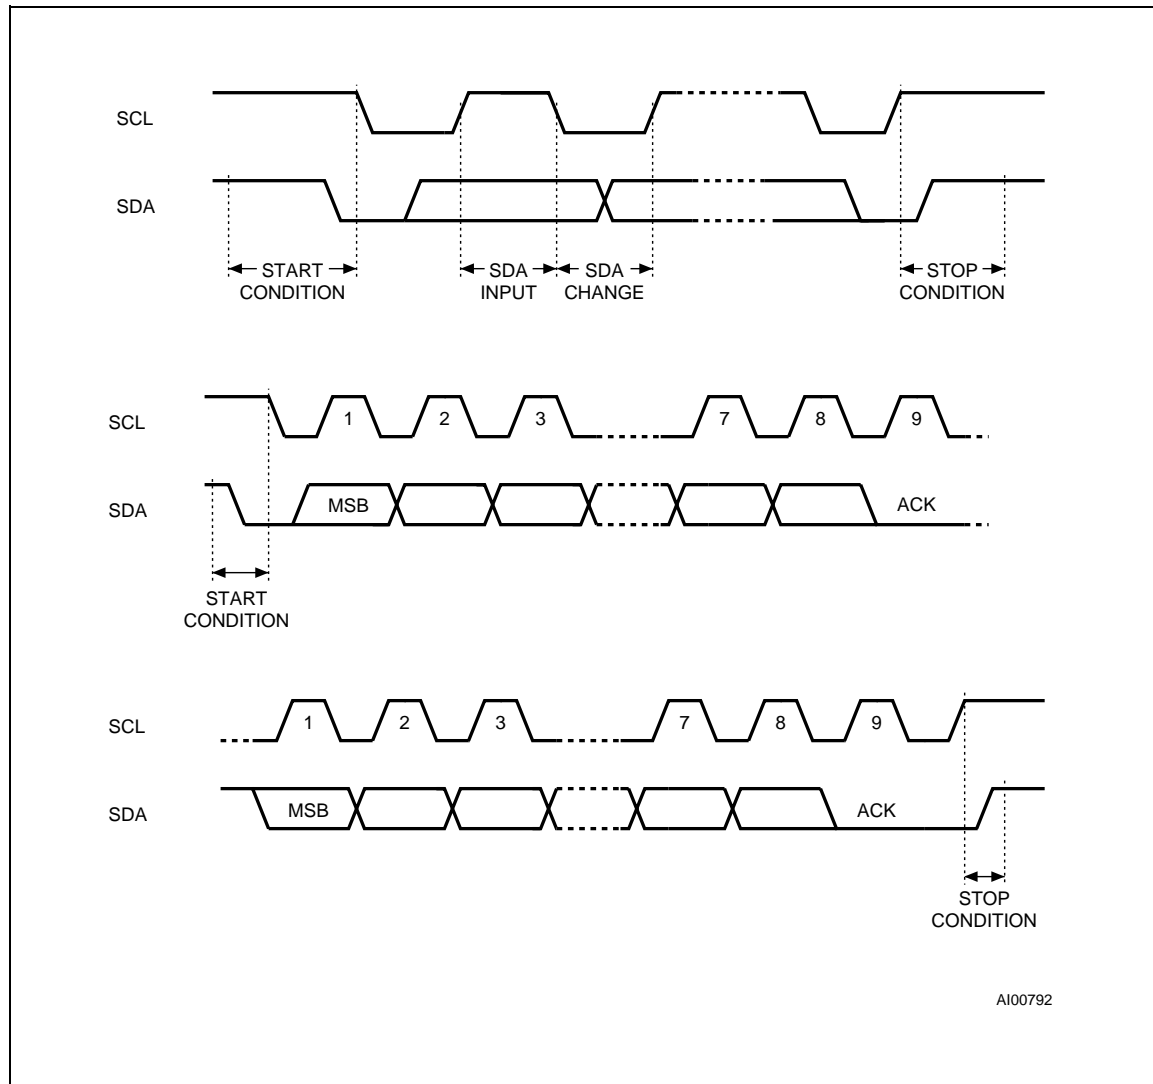 SCL
SDA
START
CONDITION
SDA
INPUT
SDA
CHANGE
STOP
CONDITION
SCL
1 2 3 7 8 9
SDA
MSB ACK
START
CONDITION
SCL
1 2 3 7 8 9
SDA
MSB ACK
STOP
CONDITION
AI00792